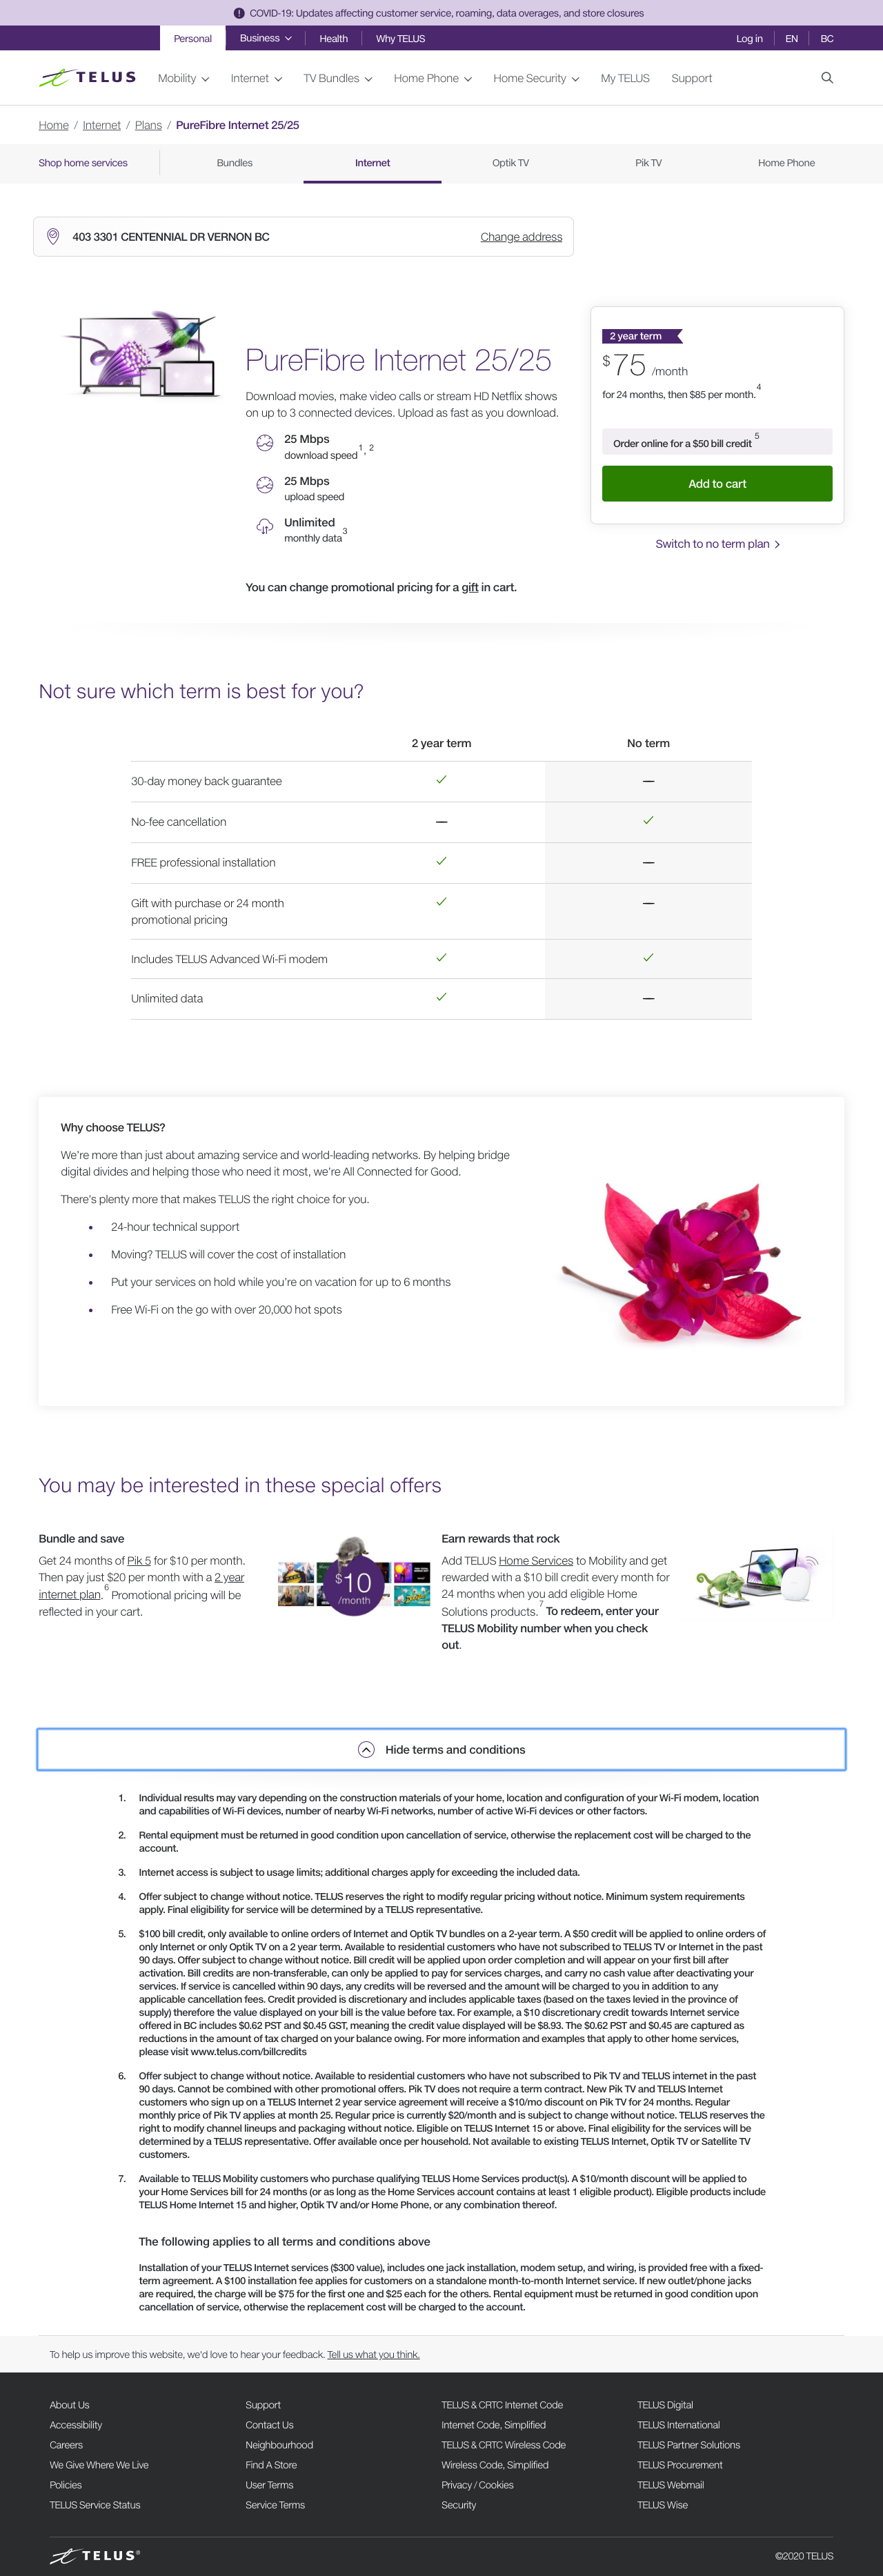 COVID-19: Updates affecting customer service, roaming, data overages, and store closures
Personal
Business
Health
Why TELUS
Log in
EN
BC
TELUS
Mobility
Internet
TV Bundles
Home Phone
Home Security
My TELUS
Support
Home / Internet / Plans / PureFibre Internet 25/25
Shop home services
Bundles
Internet
Optik TV
Pik TV
Home Phone
403 3301 CENTENNIAL DR VERNON BC
Change address
PureFibre Internet 25/25
Download movies, make video calls or stream HD Netflix shows
on up to 3 connected devices. Upload as fast as you download.
25 Mbps
download speed 1, 2
25 Mbps
upload speed
Unlimited
monthly data 3
You can change promotional pricing for a gift in cart.
2 year term
$75 /month
for 24 months, then $85 per month. 4
Order online for a $50 bill credit 5
Add to cart
Switch to no term plan
Not sure which term is best for you?
2 year term
No term
30-day money back guarantee
No-fee cancellation
FREE professional installation
Gift with purchase or 24 month
promotional pricing
Includes TELUS Advanced Wi-Fi modem
Unlimited data
Why choose TELUS?
We're more than just about amazing service and world-leading networks. By helping bridge
digital divides and helping those who need it most, we're All Connected for Good.
There's plenty more that makes TELUS the right choice for you.
• 24-hour technical support
• Moving? TELUS will cover the cost of installation
• Put your services on hold while you're on vacation for up to 6 months
• Free Wi-Fi on the go with over 20,000 hot spots
You may be interested in these special offers
Bundle and save
Get 24 months of Pik 5 for $10 per month.
Then pay just $20 per month with a 2 year
internet plan. 6 Promotional pricing will be
reflected in your cart.
$10
/month
Earn rewards that rock
Add TELUS Home Services to Mobility and get
rewarded with a $10 bill credit every month for
24 months when you add eligible Home
Solutions products. 7 To redeem, enter your
TELUS Mobility number when you check
out.
Hide terms and conditions
1. Individual results may vary depending on the construction materials of your home, location and configuration of your Wi-Fi modem, location
and capabilities of Wi-Fi devices, number of nearby Wi-Fi networks, number of active Wi-Fi devices or other factors.
2. Rental equipment must be returned in good condition upon cancellation of service, otherwise the replacement cost will be charged to the
account.
3. Internet access is subject to usage limits; additional charges apply for exceeding the included data.
4. Offer subject to change without notice. TELUS reserves the right to modify regular pricing without notice. Minimum system requirements
apply. Final eligibility for service will be determined by a TELUS representative.
5. $100 bill credit, only available to online orders of Internet and Optik TV bundles on a 2-year term. A $50 credit will be applied to online orders of
only Internet or only Optik TV on a 2 year term. Available to residential customers who have not subscribed to TELUS TV or Internet in the past
90 days. Offer subject to change without notice. Bill credit will be applied upon order completion and will appear on your first bill after
activation. Bill credits are non-transferable, can only be applied to pay for services charges, and carry no cash value after deactivating your
services. If service is cancelled within 90 days, any credits will be reversed and the amount will be charged to you in addition to any
applicable cancellation fees. Credit provided is discretionary and includes applicable taxes (based on the taxes levied in the province of
supply) therefore the value displayed on your bill is the value before tax. For example, a $10 discretionary credit towards Internet service
offered in BC includes $0.62 PST and $0.45 GST, meaning the credit value displayed will be $8.93. The $0.62 PST and $0.45 are captured as
reductions in the amount of tax charged on your balance owing. For more information and examples that apply to other home services,
please visit www.telus.com/billcredits
6. Offer subject to change without notice. Available to residential customers who have not subscribed to Pik TV and TELUS internet in the past
90 days. Cannot be combined with other promotional offers. Pik TV does not require a term contract. New Pik TV and TELUS Internet
customers who sign up on a TELUS Internet 2 year service agreement will receive a $10/mo discount on Pik TV for 24 months. Regular
monthly price of Pik TV applies at month 25. Regular price is currently $20/month and is subject to change without notice. TELUS reserves the
right to modify channel lineups and packaging without notice. Eligible on TELUS Internet 15 or above. Final eligibility for the services will be
determined by a TELUS representative. Offer available once per household. Not available to existing TELUS Internet, Optik TV or Satellite TV
customers.
7. Available to TELUS Mobility customers who purchase qualifying TELUS Home Services product(s). A $10/month discount will be applied to
your Home Services bill for 24 months (or as long as the Home Services account contains at least 1 eligible product). Eligible products include
TELUS Home Internet 15 and higher, Optik TV and/or Home Phone, or any combination thereof.
The following applies to all terms and conditions above
Installation of your TELUS Internet services ($300 value), includes one jack installation, modem setup, and wiring, is provided free with a fixed-
term agreement. A $100 installation fee applies for customers on a standalone month-to-month Internet service. If new outlet/phone jacks
are required, the charge will be $75 for the first one and $25 each for the others. Rental equipment must be returned in good condition upon
cancellation of service, otherwise the replacement cost will be charged to the account.
To help us improve this website, we'd love to hear your feedback. Tell us what you think.
About Us
Accessibility
Careers
We Give Where We Live
Policies
TELUS Service Status
Support
Contact Us
Neighbourhood
Find A Store
User Terms
Service Terms
TELUS & CRTC Internet Code
Internet Code, Simplified
TELUS & CRTC Wireless Code
Wireless Code, Simplified
Privacy / Cookies
Security
TELUS Digital
TELUS International
TELUS Partner Solutions
TELUS Procurement
TELUS Webmail
TELUS Wise
TELUS®
©2020 TELUS